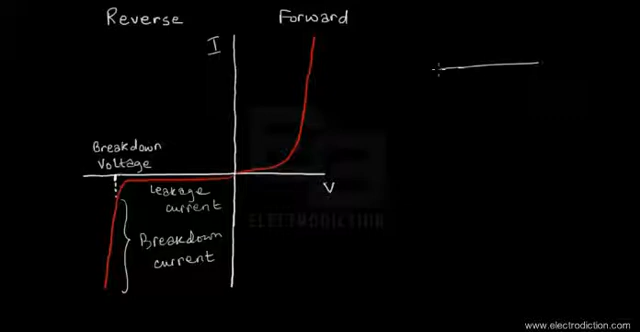 Reverse
Forward
I
Breakdown
Voltage
V
Leakage
current
Breakdown
current
ELECTRODICTION
www.electrodiction.com